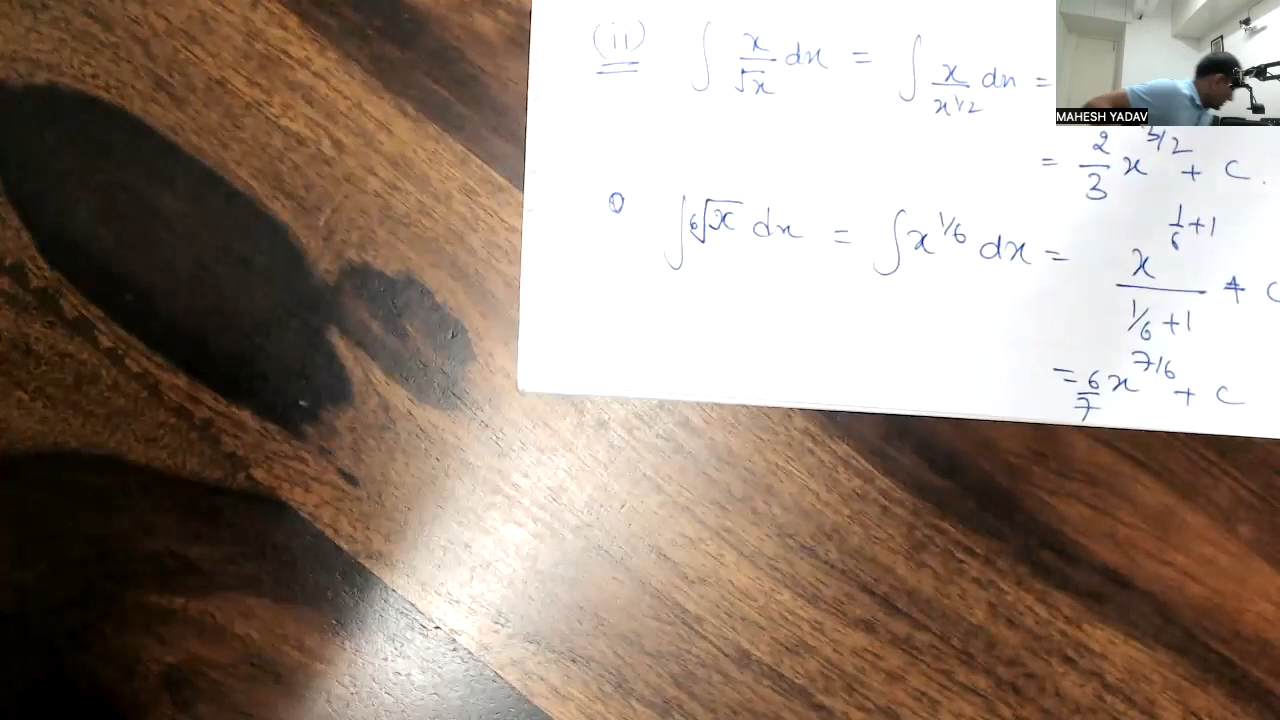 (ii) ∫ x/√x dx = ∫ x/x^1/2 dx =
MAHESH YADAV
= 2/3 x^3/2 + C.
① ∫ ⁶√x dx = ∫ x^1/6 dx = x^(1/6+1)/(1/6+1) + C
= 6/7 x^7/6 + C